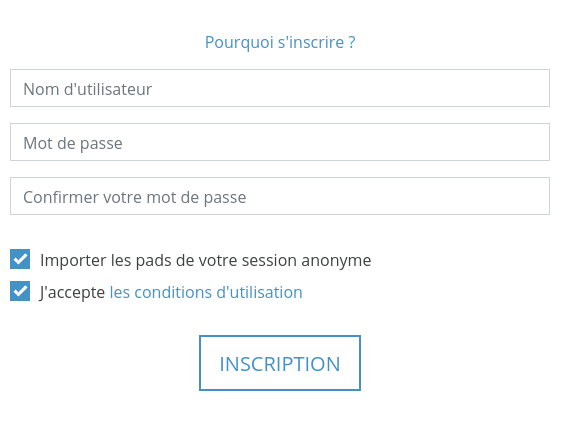 Pourquoi s'inscrire ?
Nom d'utilisateur
Mot de passe
Confirmer votre mot de passe
Importer les pads de votre session anonyme
J'accepte les conditions d'utilisation
INSCRIPTION